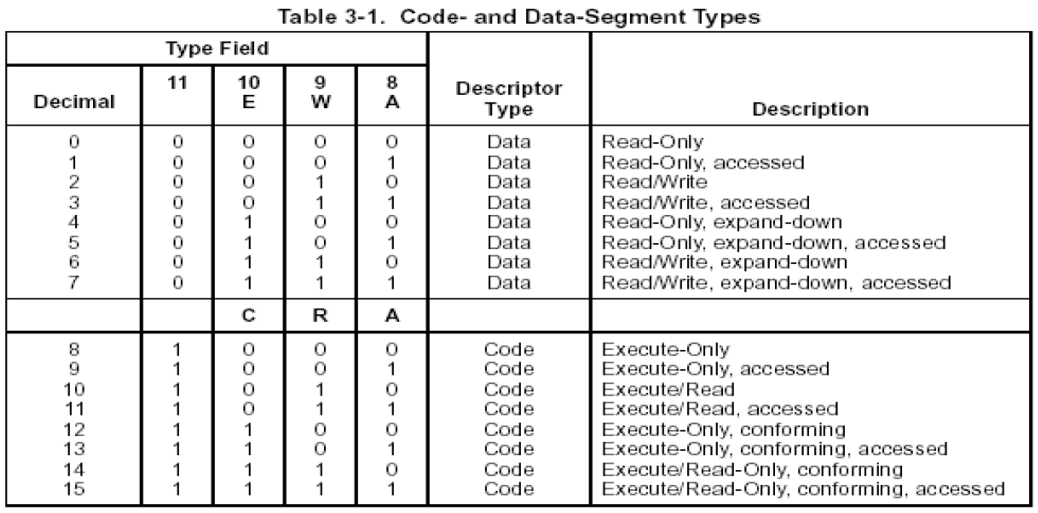 Table 3-1. Code- and Data-Segment Types
Type Field
Decimal 11 10 E 9 W 8 A Descriptor Type Description
0 0 0 0 0 Data Read-Only
1 0 0 0 1 Data Read-Only, accessed
2 0 0 1 0 Data Read/Write
3 0 0 1 1 Data Read/Write, accessed
4 0 1 0 0 Data Read-Only, expand-down
5 0 1 0 1 Data Read-Only, expand-down, accessed
6 0 1 1 0 Data Read/Write, expand-down
7 0 1 1 1 Data Read/Write, expand-down, accessed
C R A
8 1 0 0 0 Code Execute-Only
9 1 0 0 1 Code Execute-Only, accessed
10 1 0 1 0 Code Execute/Read
11 1 0 1 1 Code Execute/Read, accessed
12 1 1 0 0 Code Execute-Only, conforming
13 1 1 0 1 Code Execute-Only, conforming, accessed
14 1 1 1 0 Code Execute/Read-Only, conforming
15 1 1 1 1 Code Execute/Read-Only, conforming, accessed